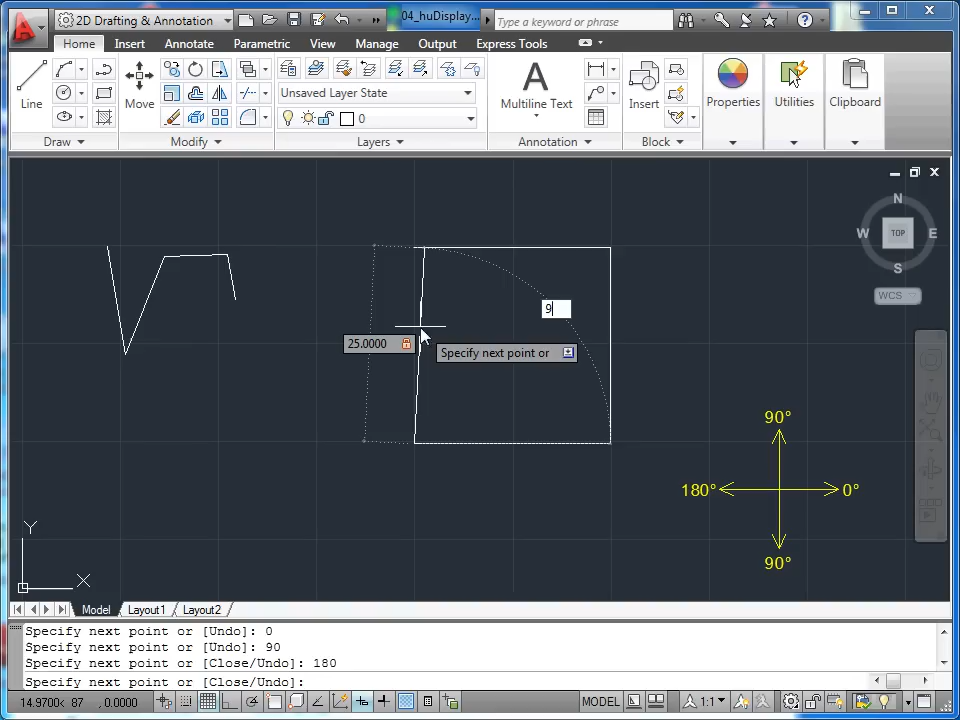 2D Drafting & Annotation
04_huDisplay...
Type a keyword or phrase
Home Insert Annotate Parametric View Manage Output Express Tools
Line
Move
Unsaved Layer State
0
Multiline Text
Insert
Properties
Utilities
Clipboard
Draw
Modify
Layers
Annotation
Block
N
W
TOP
E
S
WCS
9
25.0000
Specify next point or
90°
180°
0°
90°
Y
X
Model Layout1 Layout2
Specify next point or [Undo]: 0
Specify next point or [Undo]: 90
Specify next point or [Close/Undo]: 180
Specify next point or [Close/Undo]:
14.9700< 87 , 0.0000
MODEL
1:1